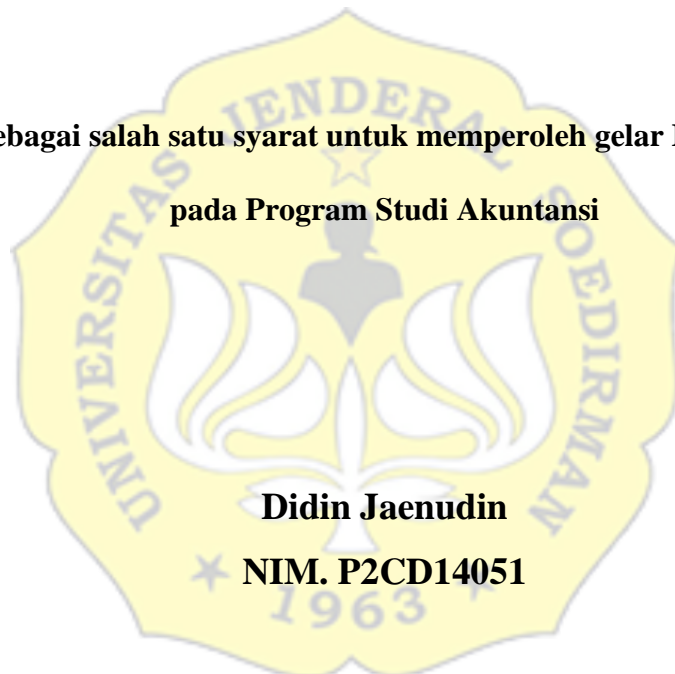 ebagai salah satu syarat untuk memperoleh gelar
pada Program Studi Akuntansi
Didin Jaenudin
NIM. P2CD14051
UNIVERSITAS JENDERAL SOEDIRMAN
1963